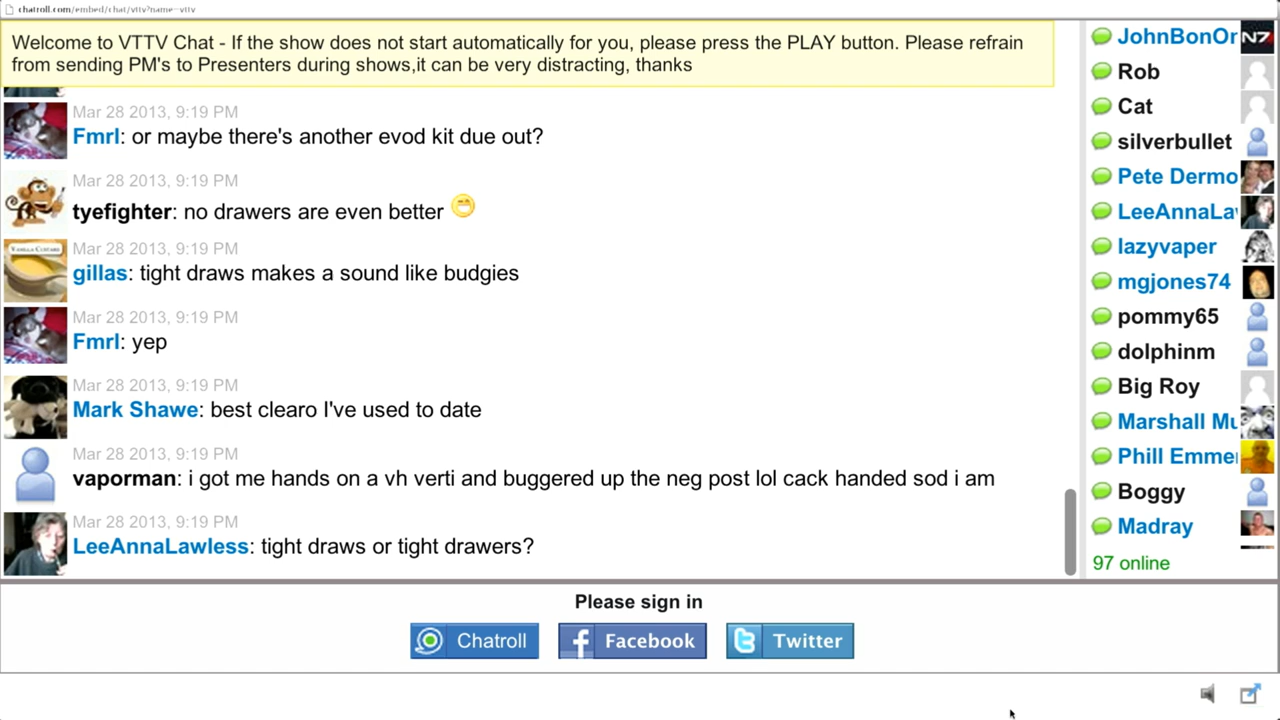 chatroll.com/embed/chat/vttv?name=vttv
Welcome to VTTV Chat - If the show does not start automatically for you, please press the PLAY button. Please refrain
from sending PM's to Presenters during shows,it can be very distracting, thanks
Mar 28 2013, 9:19 PM
Fmrl: or maybe there's another evod kit due out?
Mar 28 2013, 9:19 PM
tyefighter: no drawers are even better
VANILLA CUSTARD
Mar 28 2013, 9:19 PM
gillas: tight draws makes a sound like budgies
Mar 28 2013, 9:19 PM
Fmrl: yep
Mar 28 2013, 9:19 PM
Mark Shawe: best clearo I've used to date
Mar 28 2013, 9:19 PM
vaporman: i got me hands on a vh verti and buggered up the neg post lol cack handed sod i am
Mar 28 2013, 9:19 PM
LeeAnnaLawless: tight draws or tight drawers?
JohnBonOr
N7
Rob
Cat
silverbullet
Pete Dermo
LeeAnnaLa
lazyvaper
mgjones74
pommy65
dolphinm
Big Roy
Marshall Mu
Phill Emme
Boggy
Madray
97 online
Please sign in
Chatroll
Facebook
Twitter